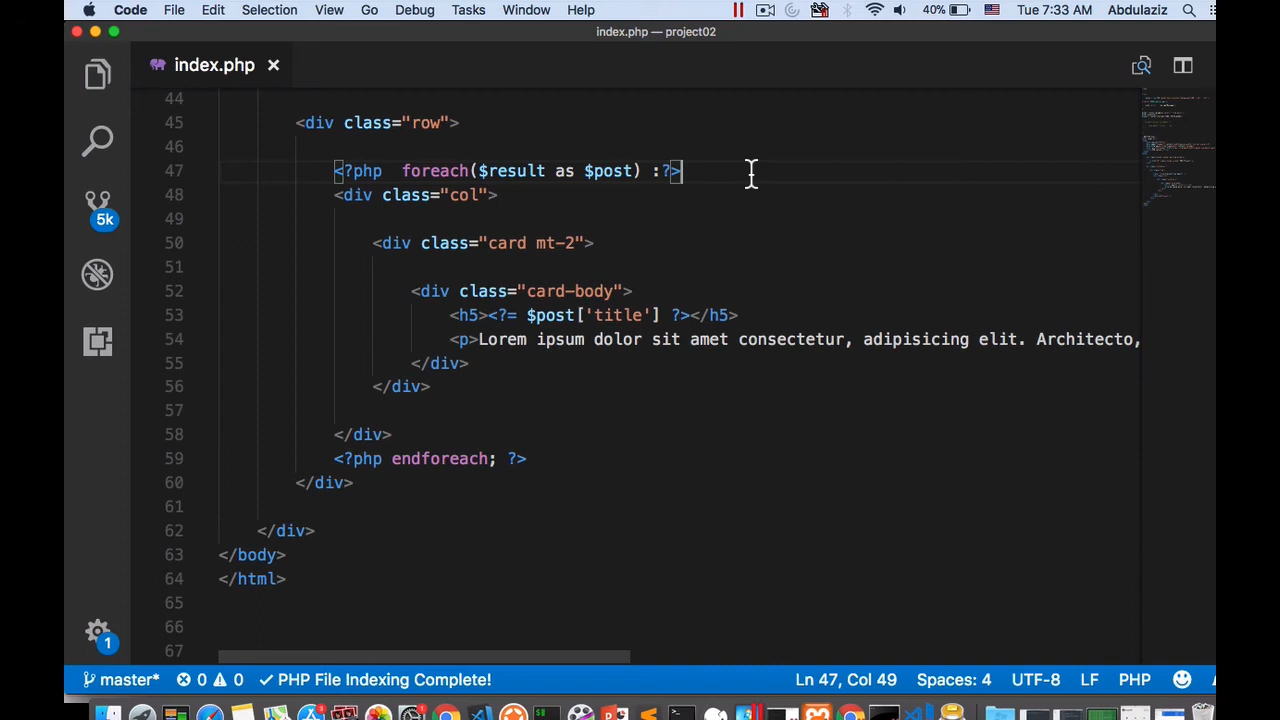 Code File Edit Selection View Go Debug Tasks Window Help 40% Tue 7:33 AM Abdulaziz
index.php — project02
index.php
44
45 <div class="row">
46
47 <?php  foreach($result as $post) :?>
48 <div class="col">
49
50 <div class="card mt-2">
51
52 <div class="card-body">
53 <h5><?= $post['title'] ?></h5>
54 <p>Lorem ipsum dolor sit amet consectetur, adipisicing elit. Architecto,
55 </div>
56 </div>
57
58 </div>
59 <?php endforeach; ?>
60 </div>
61
62 </div>
63 </body>
64 </html>
65
66
67
5k
1
master* 0 0 PHP File Indexing Complete! Ln 47, Col 49 Spaces: 4 UTF-8 LF PHP